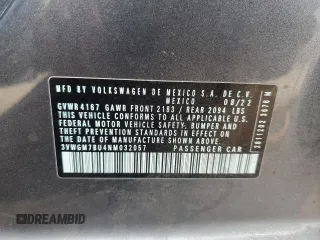 MFD. BY VOLKSWAGEN DE MEXICO S.A. DE C.V.
MEXICO 08/22
GVWR 4167 GAWR FRONT 2183 / REAR 2094 LBS
THIS VEHICLE CONFORMS TO ALL APPLICABLE
FEDERAL MOTOR VEHICLE SAFETY, BUMPER AND
THEFT PREVENTION STANDARDS IN EFFECT ON
THE DATE OF MANUFACTURE SHOWN ABOVE.
3VWGM7BU4NM032057 PASSENGER CAR
DREAMBID